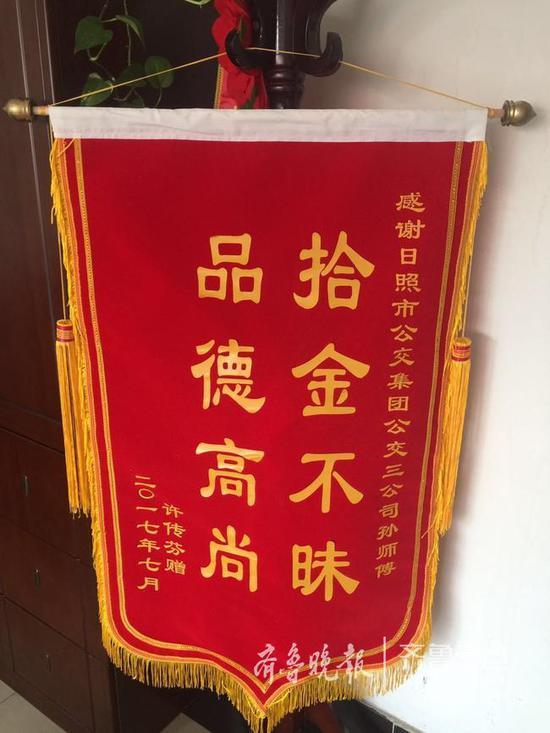 感谢日照市公交集团公交三公司孙师傅
拾金不昧
品德高尚
许传芬赠
二〇一七年七月
齐鲁晚报